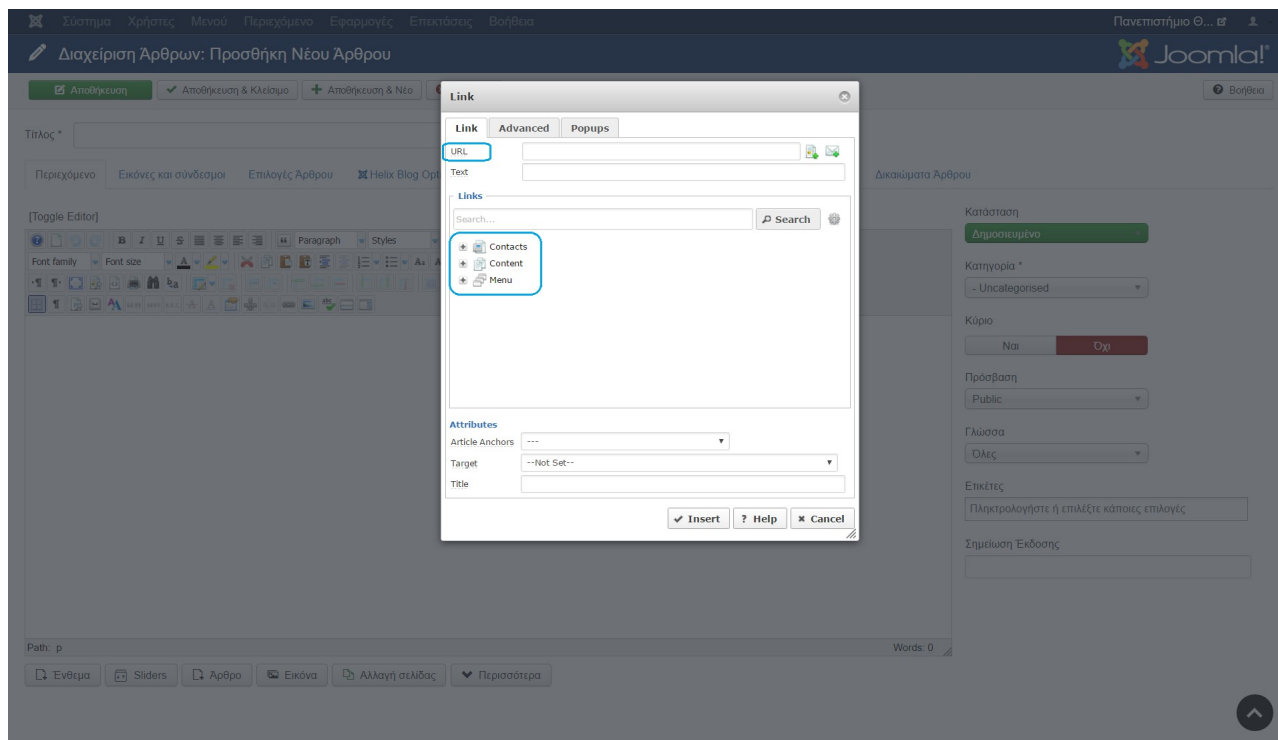 Σύστημα Χρήστες Μενού Περιεχόμενο Εφαρμογές Επεκτάσεις Βοήθεια Πανεπιστήμιο Θ...
Διαχείριση Άρθρων: Προσθήκη Νέου Άρθρου Joomla!
Αποθήκευση Αποθήκευση & Κλείσιμο Αποθήκευση & Νέο Βοήθεια
Link
Τίτλος *
Link Advanced Popups
URL
Text
Περιεχόμενο Εικόνες και σύνδεσμοι Επιλογές Άρθρου Helix Blog Opt Δικαιώματα Άρθρου
Links
Search... Search
[Toggle Editor]
Paragraph Styles
Font family Font size
Contacts
Content
Menu
Κατάσταση
Δημοσιευμένο
Κατηγορία *
- Uncategorised
Κύριο
Ναι Όχι
Πρόσβαση
Public
Γλώσσα
Όλες
Ετικέτες
Πληκτρολογήστε ή επιλέξτε κάποιες επιλογές
Σημείωση Έκδοσης
Attributes
Article Anchors ---
Target --Not Set--
Title
Insert ? Help Cancel
Path: p Words: 0
Ένθεμα Sliders Άρθρο Εικόνα Αλλαγή σελίδας Περισσότερα